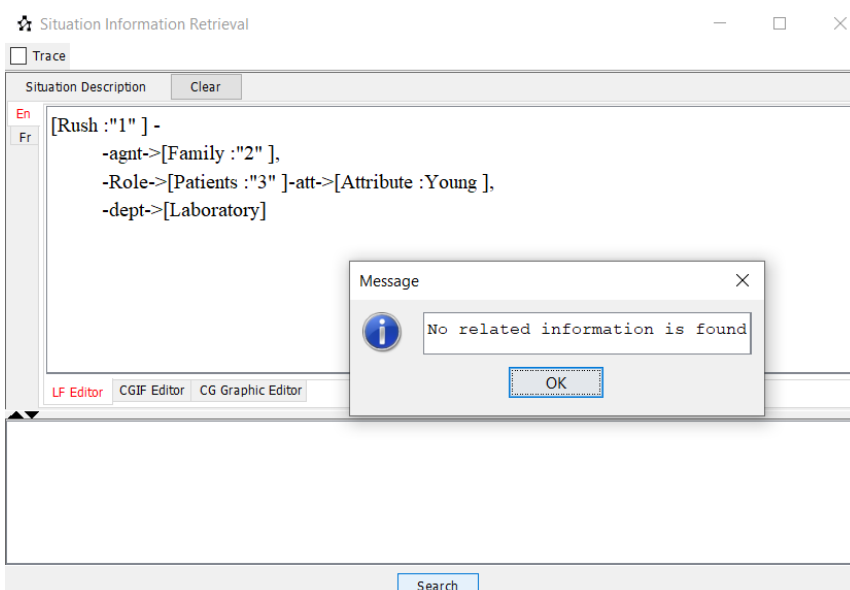 Situation Information Retrieval
Trace
Situation Description Clear
En
Fr
[Rush :"1" ] -
-agnt->[Family :"2" ],
-Role->[Patients :"3" ]-att->[Attribute :Young ],
-dept->[Laboratory]
Message
No related information is found
OK
LF Editor CGIF Editor CG Graphic Editor
Search